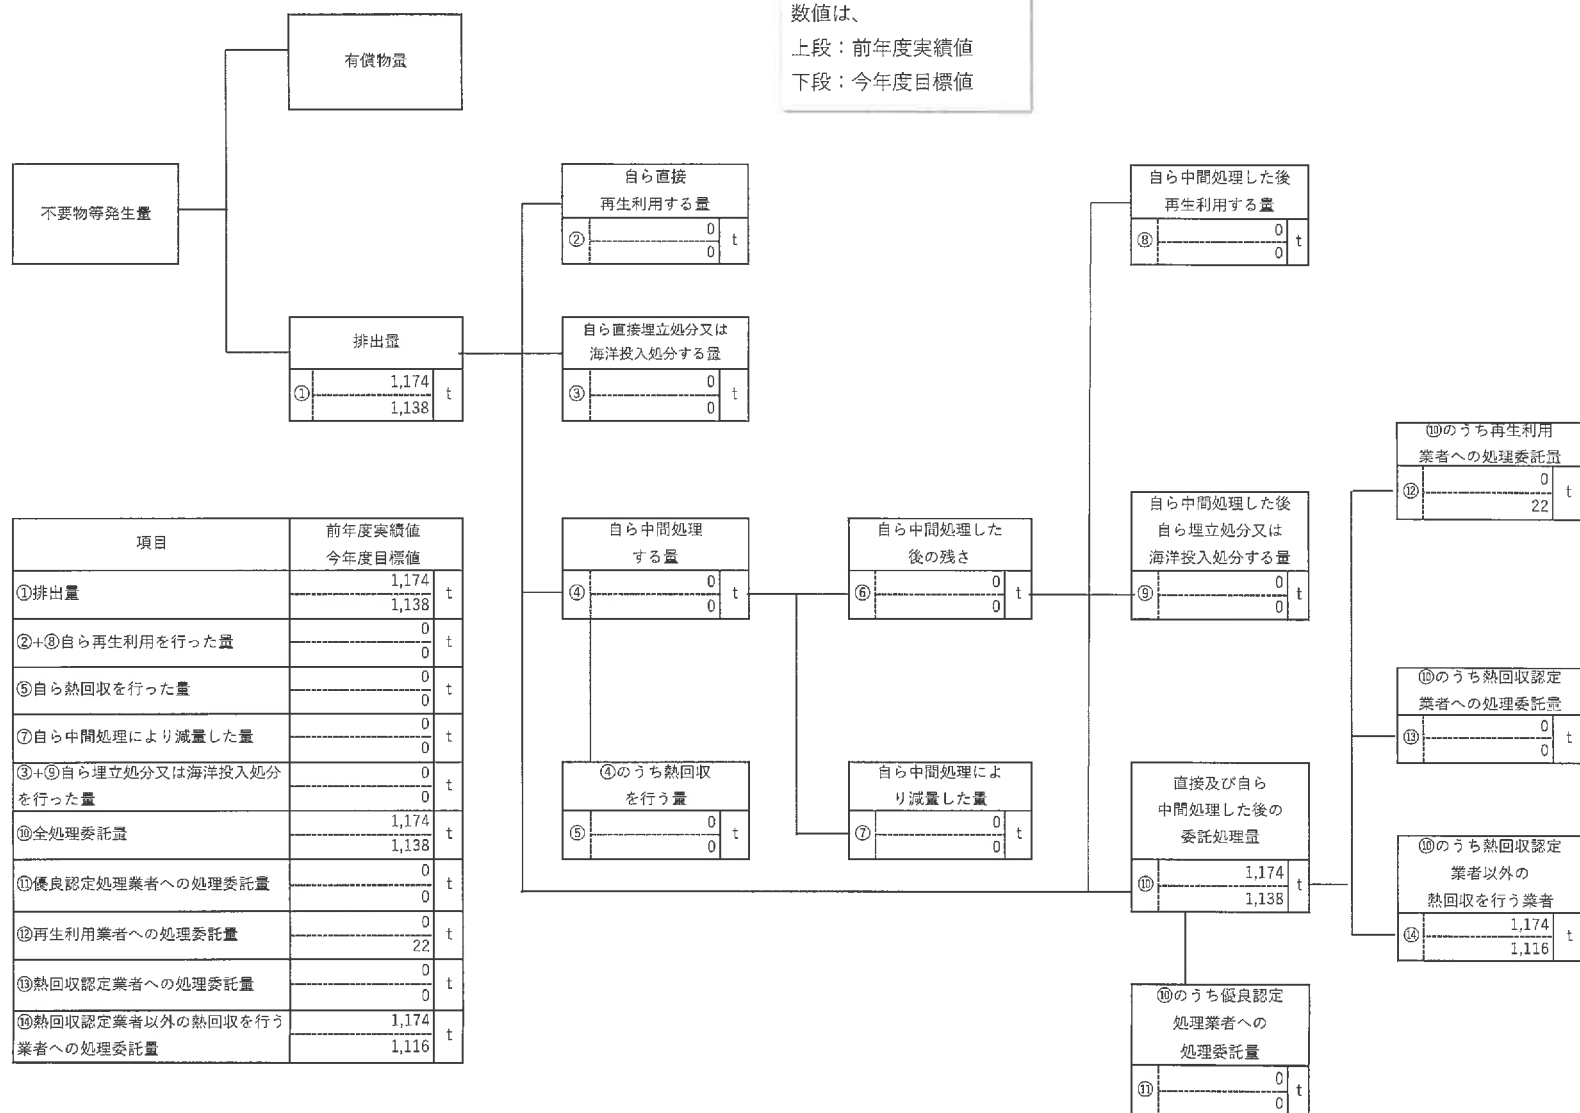 数値は、
上段：前年度実績値
下段：今年度目標値
有償物量
不要物等発生量
排出量
①
1,174
1,138
t
自ら直接
再生利用する量
②
0
0
t
自ら直接埋立処分又は
海洋投入処分する量
③
0
0
t
自ら中間処理
する量
④
0
0
t
④のうち熱回収
を行う量
⑤
0
0
t
自ら中間処理した
後の残さ
⑥
0
0
t
自ら中間処理によ
り減量した量
⑦
0
0
t
自ら中間処理した後
再生利用する量
⑧
0
0
t
自ら中間処理した後
自ら埋立処分又は
海洋投入処分する量
⑨
0
0
t
直接及び自ら
中間処理した後の
委託処理量
⑩
1,174
1,138
t
⑩のうち優良認定
処理業者への
処理委託量
⑪
0
0
t
⑩のうち再生利用
業者への処理委託量
⑫
0
22
t
⑩のうち熱回収認定
業者への処理委託量
⑬
0
0
t
⑩のうち熱回収認定
業者以外の
熱回収を行う業者
⑭
1,174
1,116
t
項目
前年度実績値
今年度目標値
①排出量
1,174
1,138
t
②+⑧自ら再生利用を行った量
0
0
t
⑤自ら熱回収を行った量
0
0
t
⑦自ら中間処理により減量した量
0
0
t
③+⑨自ら埋立処分又は海洋投入処分
を行った量
0
0
t
⑩全処理委託量
1,174
1,138
t
⑪優良認定処理業者への処理委託量
0
0
t
⑫再生利用業者への処理委託量
0
22
t
⑬熱回収認定業者への処理委託量
0
0
t
⑭熱回収認定業者以外の熱回収を行う
業者への処理委託量
1,174
1,116
t